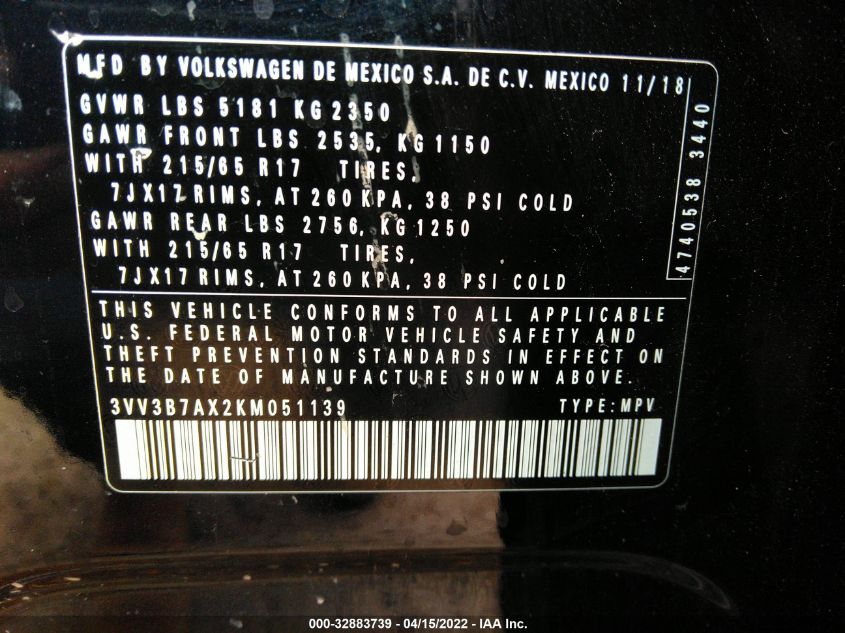 MFD BY VOLKSWAGEN DE MEXICO S.A. DE C.V. MEXICO 11/18
GVWR LBS 5181 KG 2350
GAWR FRONT LBS 2535, KG 1150
WITH 215/65 R17 TIRES,
7JX17 RIMS, AT 260 KPA, 38 PSI COLD
GAWR REAR LBS 2756, KG 1250
WITH 215/65 R17 TIRES,
7JX17 RIMS, AT 260 KPA, 38 PSI COLD
4740538 3440
THIS VEHICLE CONFORMS TO ALL APPLICABLE
U.S. FEDERAL MOTOR VEHICLE SAFETY AND
THEFT PREVENTION STANDARDS IN EFFECT ON
THE DATE OF MANUFACTURE SHOWN ABOVE.
3VV3B7AX2KM051139 TYPE: MPV
000-32883739 - 04/15/2022 - IAA Inc.